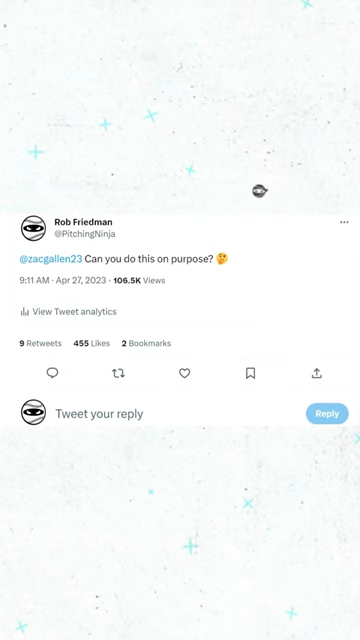 Rob Friedman
@PitchingNinja
@zacgallen23 Can you do this on purpose? 🤔
9:11 AM · Apr 27, 2023 · 106.5K Views
View Tweet analytics
9 Retweets 455 Likes 2 Bookmarks
Tweet your reply
Reply